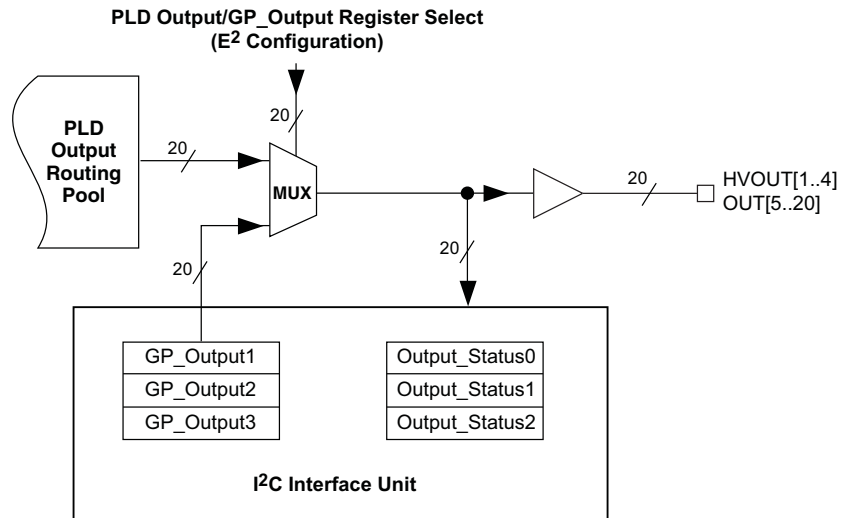 PLD Output/GP_Output Register Select
(E2 Configuration)
20
PLD
Output
Routing
Pool
20
MUX
20
HVOUT[1..4]
OUT[5..20]
20
20
GP_Output1
GP_Output2
GP_Output3
Output_Status0
Output_Status1
Output_Status2
I2C Interface Unit